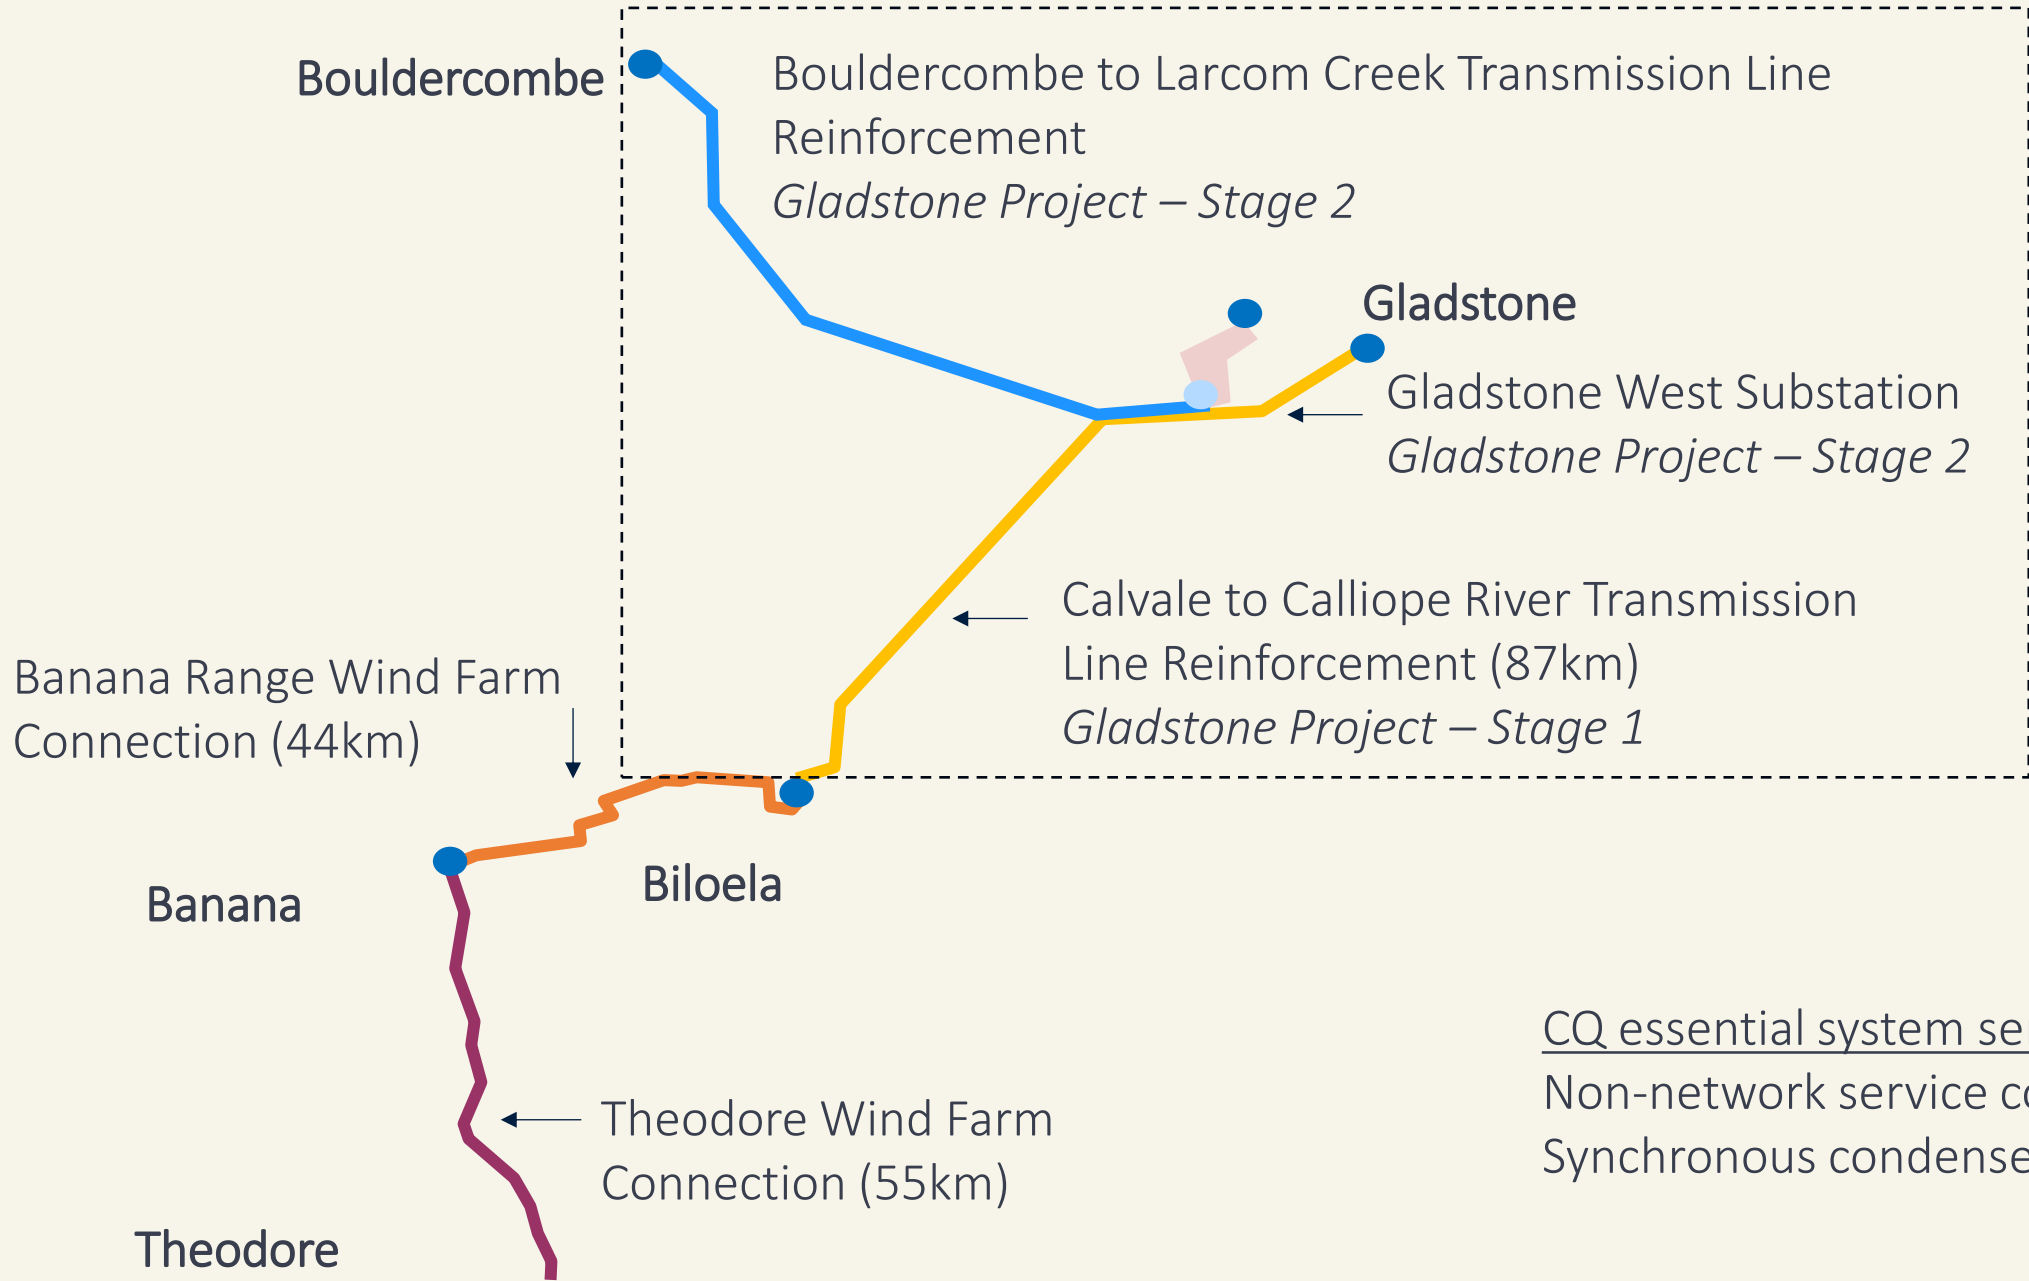 Bouldercombe
Bouldercombe to Larcom Creek Transmission Line
Reinforcement
Gladstone Project – Stage 2
Gladstone
Gladstone West Substation
Gladstone Project – Stage 2
Calvale to Calliope River Transmission
Line Reinforcement (87km)
Gladstone Project – Stage 1
Banana Range Wind Farm
Connection (44km)
Biloela
Banana
CQ essential system
Non-network service
Synchronous
Theodore Wind Farm
Connection (55km)
Theodore